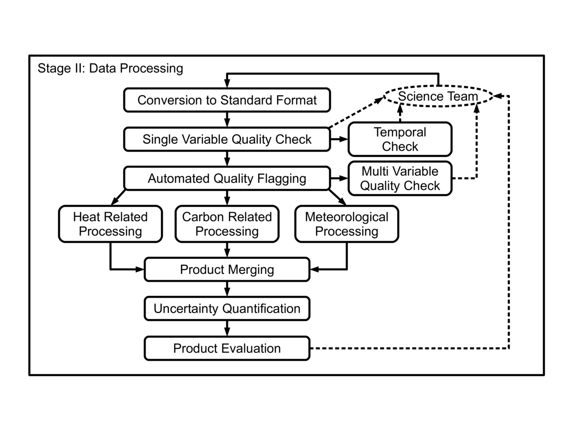 Stage II: Data Processing
Science Team
Conversion to Standard Format
Single Variable Quality Check
Temporal
Check
Automated Quality Flagging
Multi Variable
Quality Check
Heat Related
Processing
Carbon Related
Processing
Meteorological
Processing
Product Merging
Uncertainty Quantification
Product Evaluation